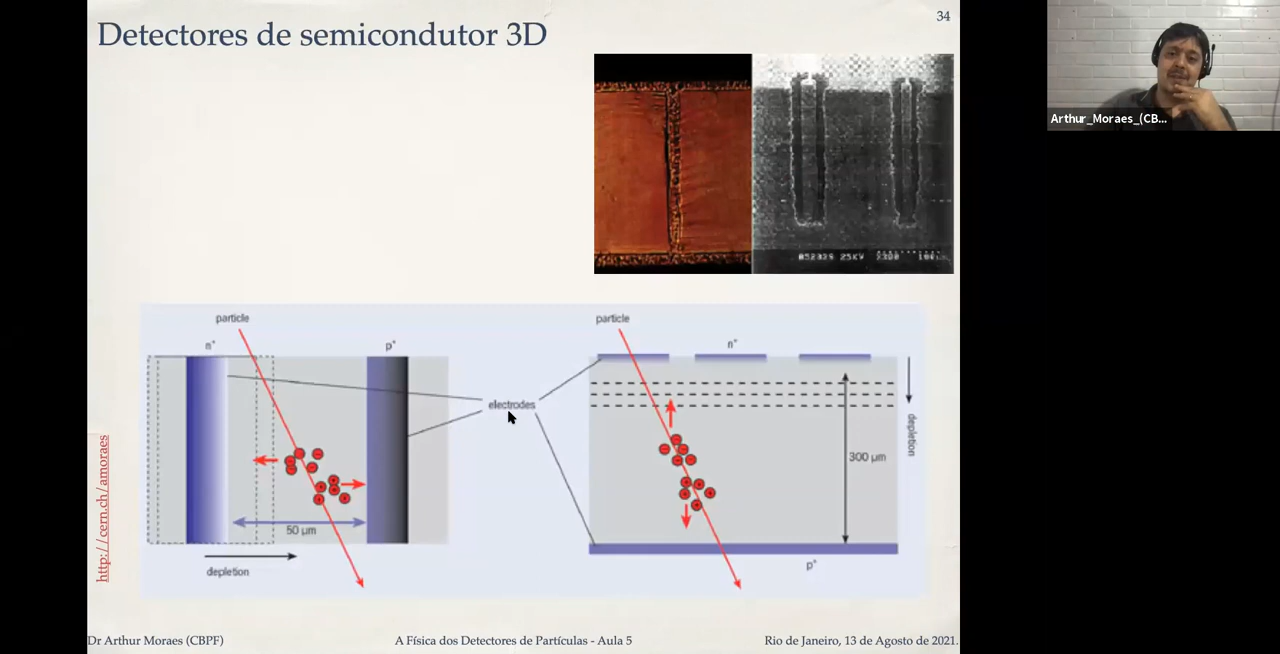 Detectores de semicondutor 3D
34
Arthur_Moraes_(CB...
particle
n+
p+
electrodes
50 µm
depletion
particle
n+
depletion
300 µm
p+
http://cern.ch/amoraes
Dr Arthur Moraes (CBPF)
A Física dos Detectores de Partículas - Aula 5
Rio de Janeiro, 13 de Agosto de 2021.